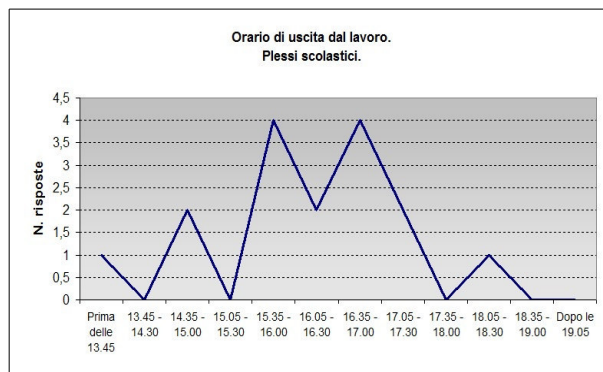 Orario di uscita dal lavoro.
Plessi scolastici.
4,5
4
3,5
3
2,5
2
1,5
1
0,5
0
N. risposte
Prima delle 13.45
13.45 - 14.30
14.35 - 15.00
15.05 - 15.30
15.35 - 16.00
16.05 - 16.30
16.35 - 17.00
17.05 - 17.30
17.35 - 18.00
18.05 - 18.30
18.35 - 19.00
Dopo le 19.05